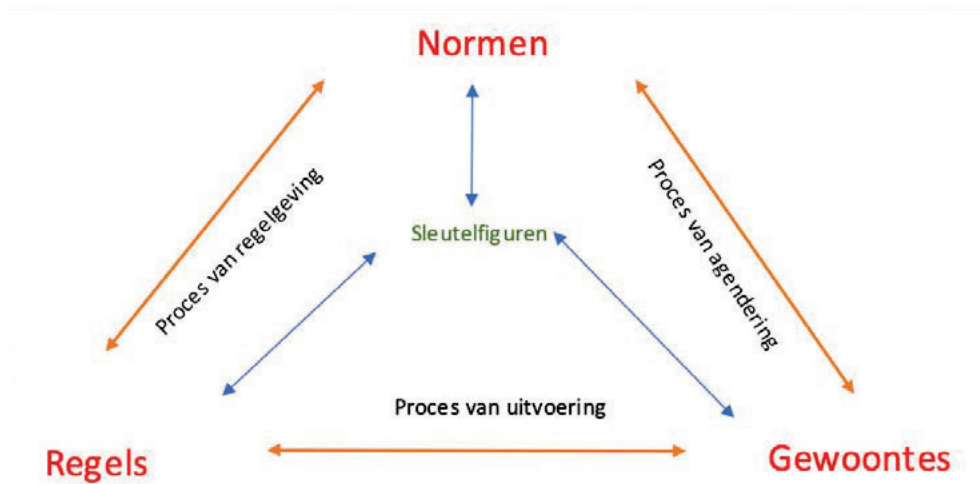 Normen
Proces van regelgeving
Proces van agendering
Sleutelfiguren
Proces van uitvoering
Regels
Gewoontes